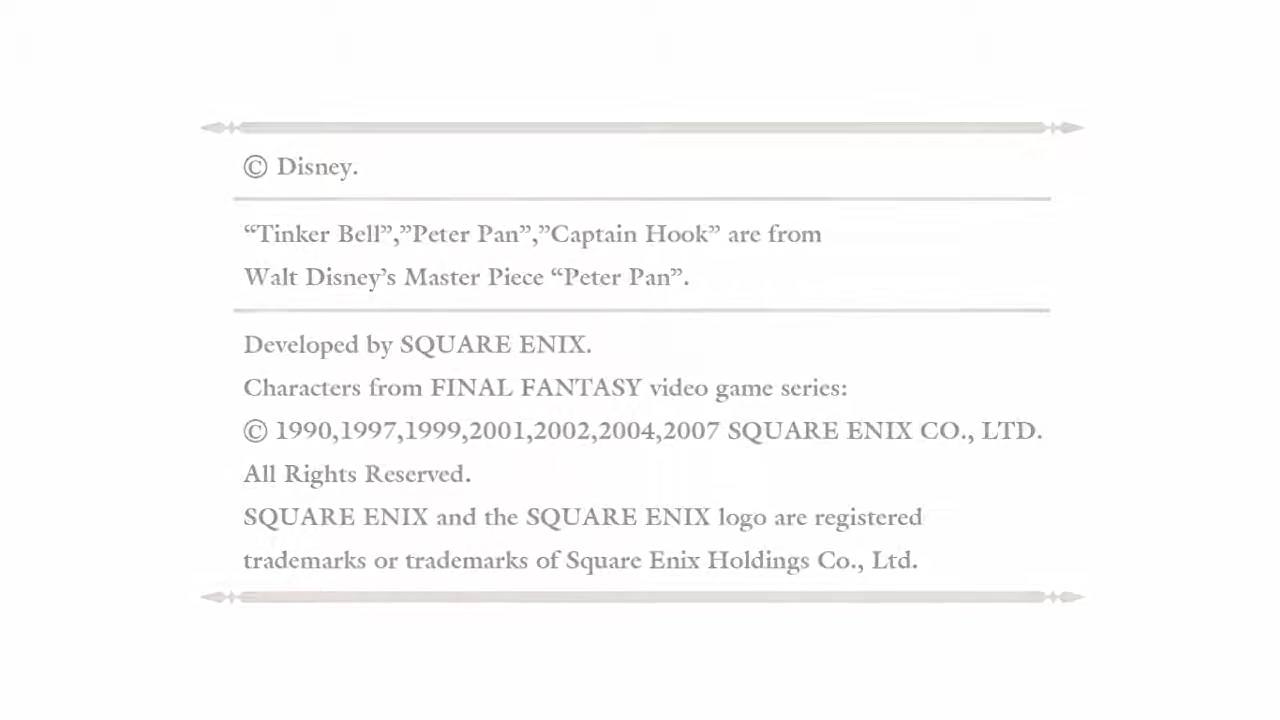 © Disney.
“Tinker Bell”,”Peter Pan”,”Captain Hook” are from
Walt Disney’s Master Piece “Peter Pan”.
Developed by SQUARE ENIX.
Characters from FINAL FANTASY video game series:
© 1990,1997,1999,2001,2002,2004,2007 SQUARE ENIX CO., LTD.
All Rights Reserved.
SQUARE ENIX and the SQUARE ENIX logo are registered
trademarks or trademarks of Square Enix Holdings Co., Ltd.